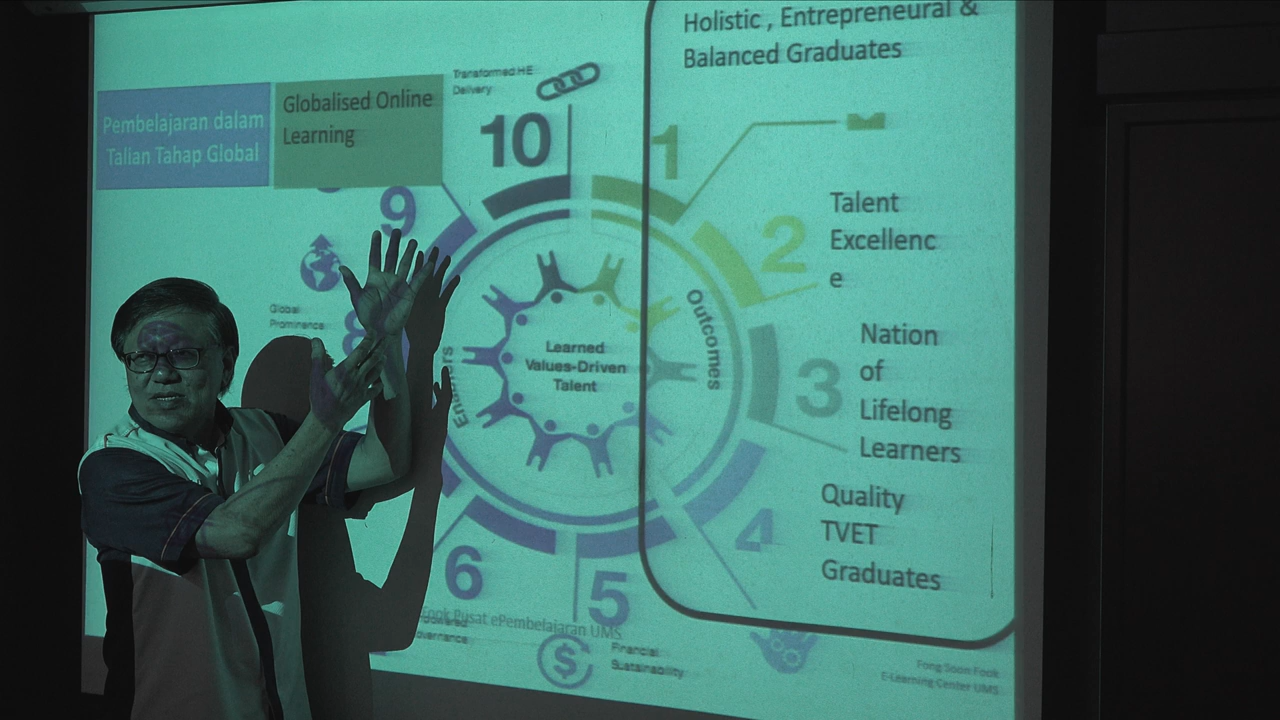 Holistic , Entrepreneural &
Balanced Graduates
Transformed HE
Delivery
Pembelajaran dalam
Talian Tahap Global
Globalised Online
Learning
10
1
9
2
Talent
Excellenc
e
Global
Prominence
8
Outcomes
Learned
Values-Driven
Talent
Enablers
3
Nation
of
Lifelong
Learners
Quality
TVET
Graduates
4
6
5
Fook Pusat ePembelajaran UMS
Financial
Sustainability
Fong Soon Fook
E-Learning Center UMS